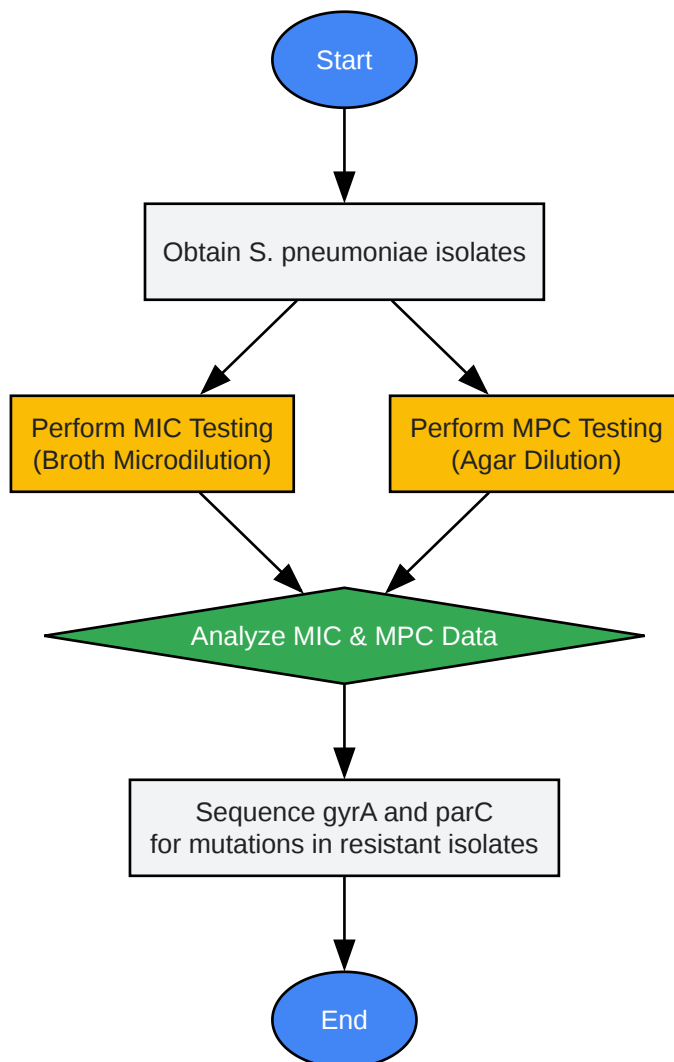 Start
Obtain S. pneumoniae isolates
Perform MIC Testing
(Broth Microdilution)
Perform MPC Testing
(Agar Dilution)
Analyze MIC & MPC Data
Sequence gyrA and parC
for mutations in resistant isolates
End